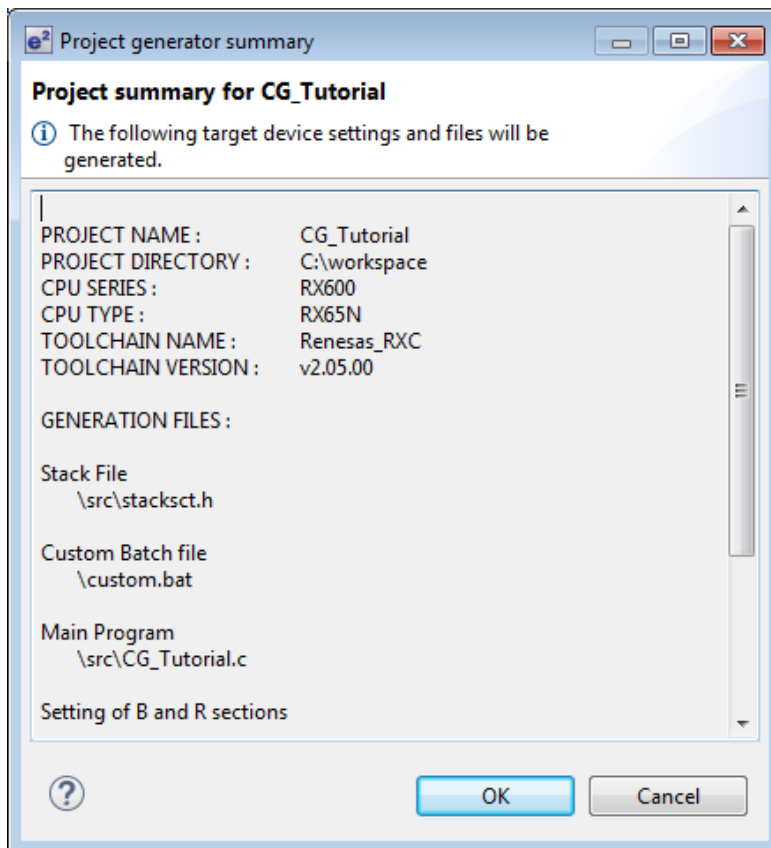 e² Project generator summary
Project summary for CG_Tutorial
i The following target device settings and files will be
generated.
PROJECT NAME : CG_Tutorial
PROJECT DIRECTORY : C:\workspace
CPU SERIES : RX600
CPU TYPE : RX65N
TOOLCHAIN NAME : Renesas_RXC
TOOLCHAIN VERSION : v2.05.00
GENERATION FILES :
Stack File
\src\stacksct.h
Custom Batch file
\custom.bat
Main Program
\src\CG_Tutorial.c
Setting of B and R sections
? OK Cancel